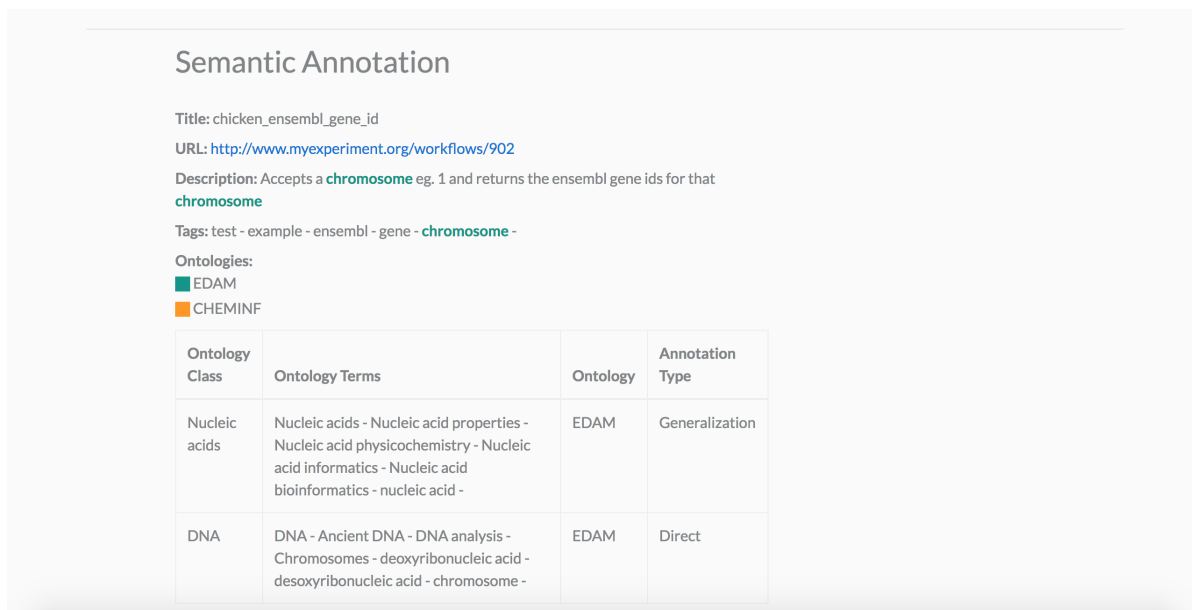 Semantic Annotation
Title: chicken_ensembl_gene_id
URL: http://www.myexperiment.org/workflows/902
Description: Accepts a chromosome eg. 1 and returns the ensembl gene ids for that
chromosome
Tags: test - example - ensembl - gene - chromosome -
Ontologies:
EDAM
CHEMINF
Ontology
Class
Ontology Terms
Ontology
Annotation
Type
Nucleic
acids
Nucleic acids - Nucleic acid properties -
Nucleic acid physicochemistry - Nucleic
acid informatics - Nucleic acid
bioinformatics - nucleic acid -
EDAM
Generalization
DNA
DNA - Ancient DNA - DNA analysis -
Chromosomes - deoxyribonucleic acid -
desoxyribonucleic acid - chromosome -
EDAM
Direct